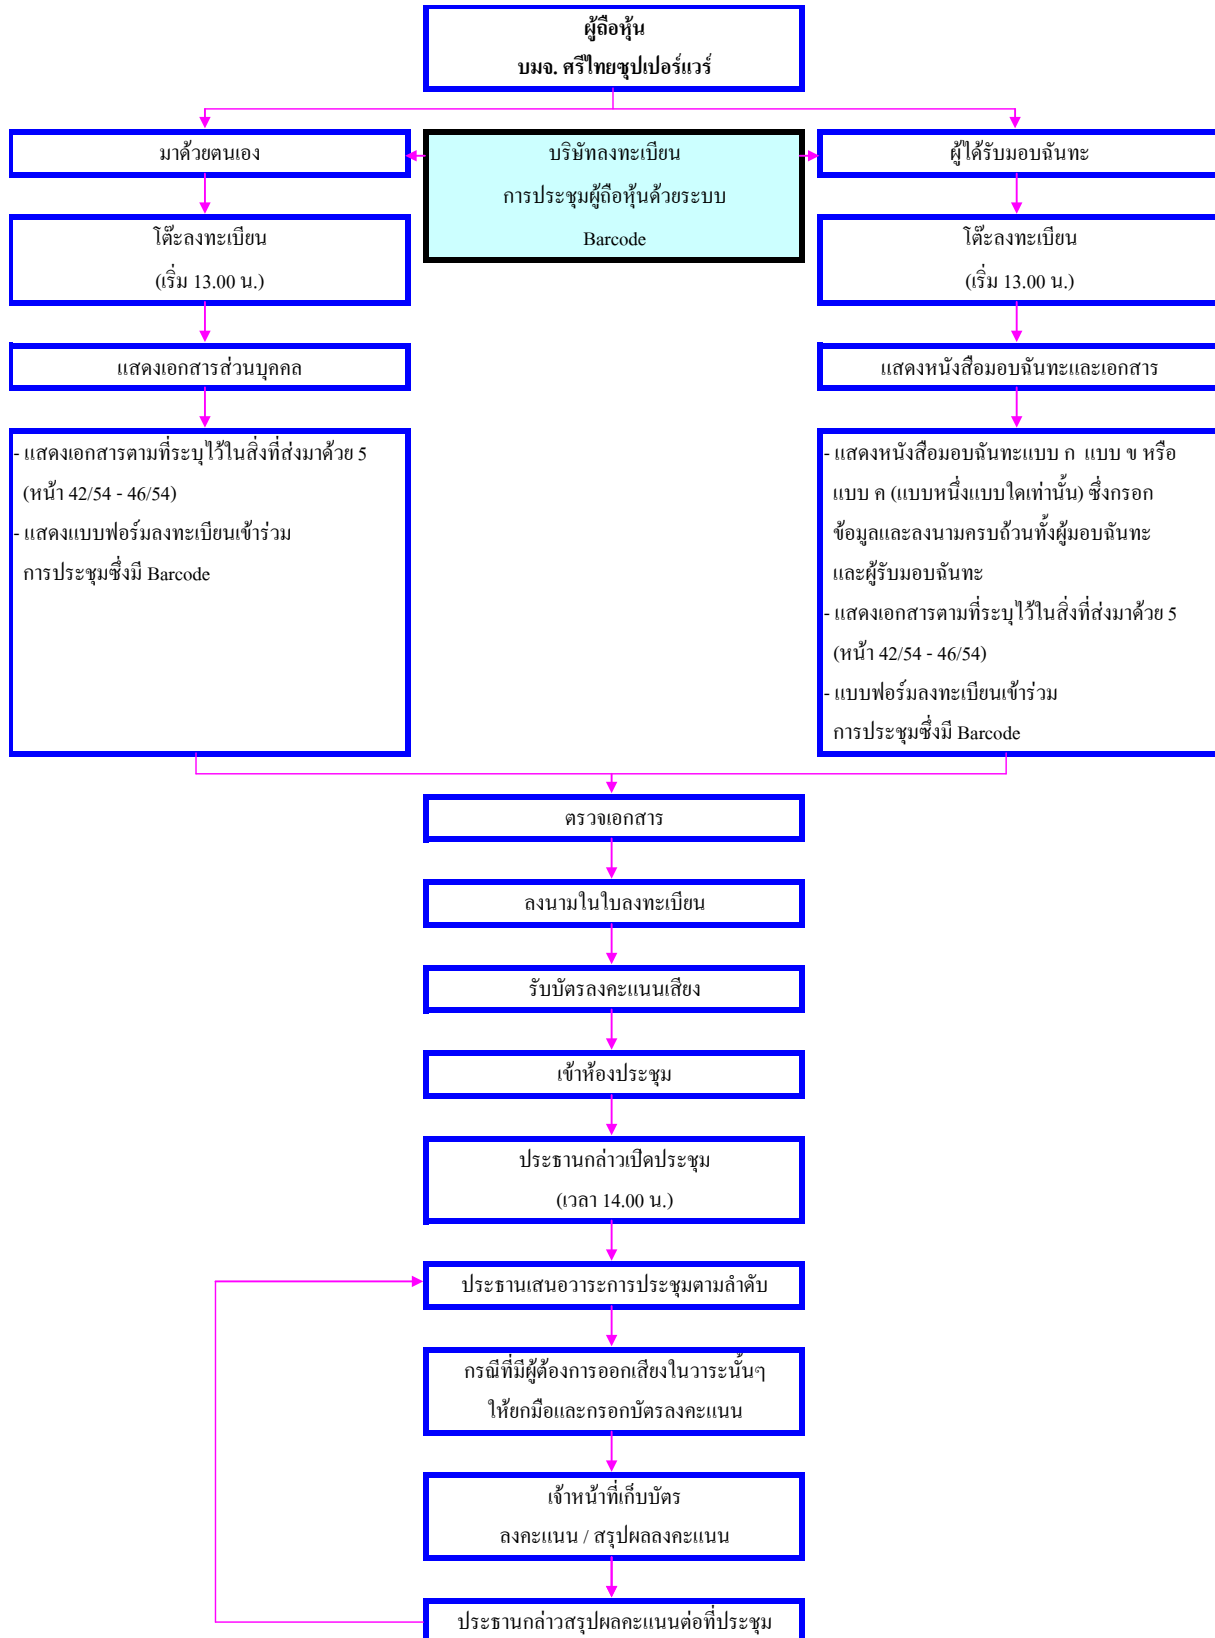 ผู้ถือหุ้น
บมจ. ศรีไทยซุปเปอร์แวร์
มาด้วยตนเอง
บริษัทลงทะเบียน
การประชุมผู้ถือหุ้นด้วยระบบ
Barcode
ผู้ได้รับมอบฉันทะ
โต๊ะลงทะเบียน
(เริ่ม 13.00 น.)
โต๊ะลงทะเบียน
(เริ่ม 13.00 น.)
แสดงเอกสารส่วนบุคคล
แสดงหนังสือมอบฉันทะและเอกสาร
- แสดงเอกสารตามที่ระบุไว้ในสิ่งที่ส่งมาด้วย 5
(หน้า 42/54 - 46/54)
- แสดงแบบฟอร์มลงทะเบียนเข้าร่วม
การประชุมซึ่งมี Barcode
- แสดงหนังสือมอบฉันทะแบบ ก แบบ ข หรือ
แบบ ค (แบบหนึ่งแบบใดเท่านั้น) ซึ่งกรอก
ข้อมูลและลงนามครบถ้วนทั้งผู้มอบฉันทะ
และผู้รับมอบฉันทะ
- แสดงเอกสารตามที่ระบุไว้ในสิ่งที่ส่งมาด้วย 5
(หน้า 42/54 - 46/54)
- แบบฟอร์มลงทะเบียนเข้าร่วม
การประชุมซึ่งมี Barcode
ตรวจเอกสาร
ลงนามในใบลงทะเบียน
รับบัตรลงคะแนนเสียง
เข้าห้องประชุม
ประธานกล่าวเปิดประชุม
(เวลา 14.00 น.)
ประธานเสนอวาระการประชุมตามลำดับ
กรณีที่มีผู้ต้องการออกเสียงในวาระนั้นๆ
ให้ยกมือและกรอกบัตรลงคะแนน
เจ้าหน้าที่เก็บบัตร
ลงคะแนน / สรุปผลลงคะแนน
ประธานกล่าวสรุปผลคะแนนต่อที่ประชุม